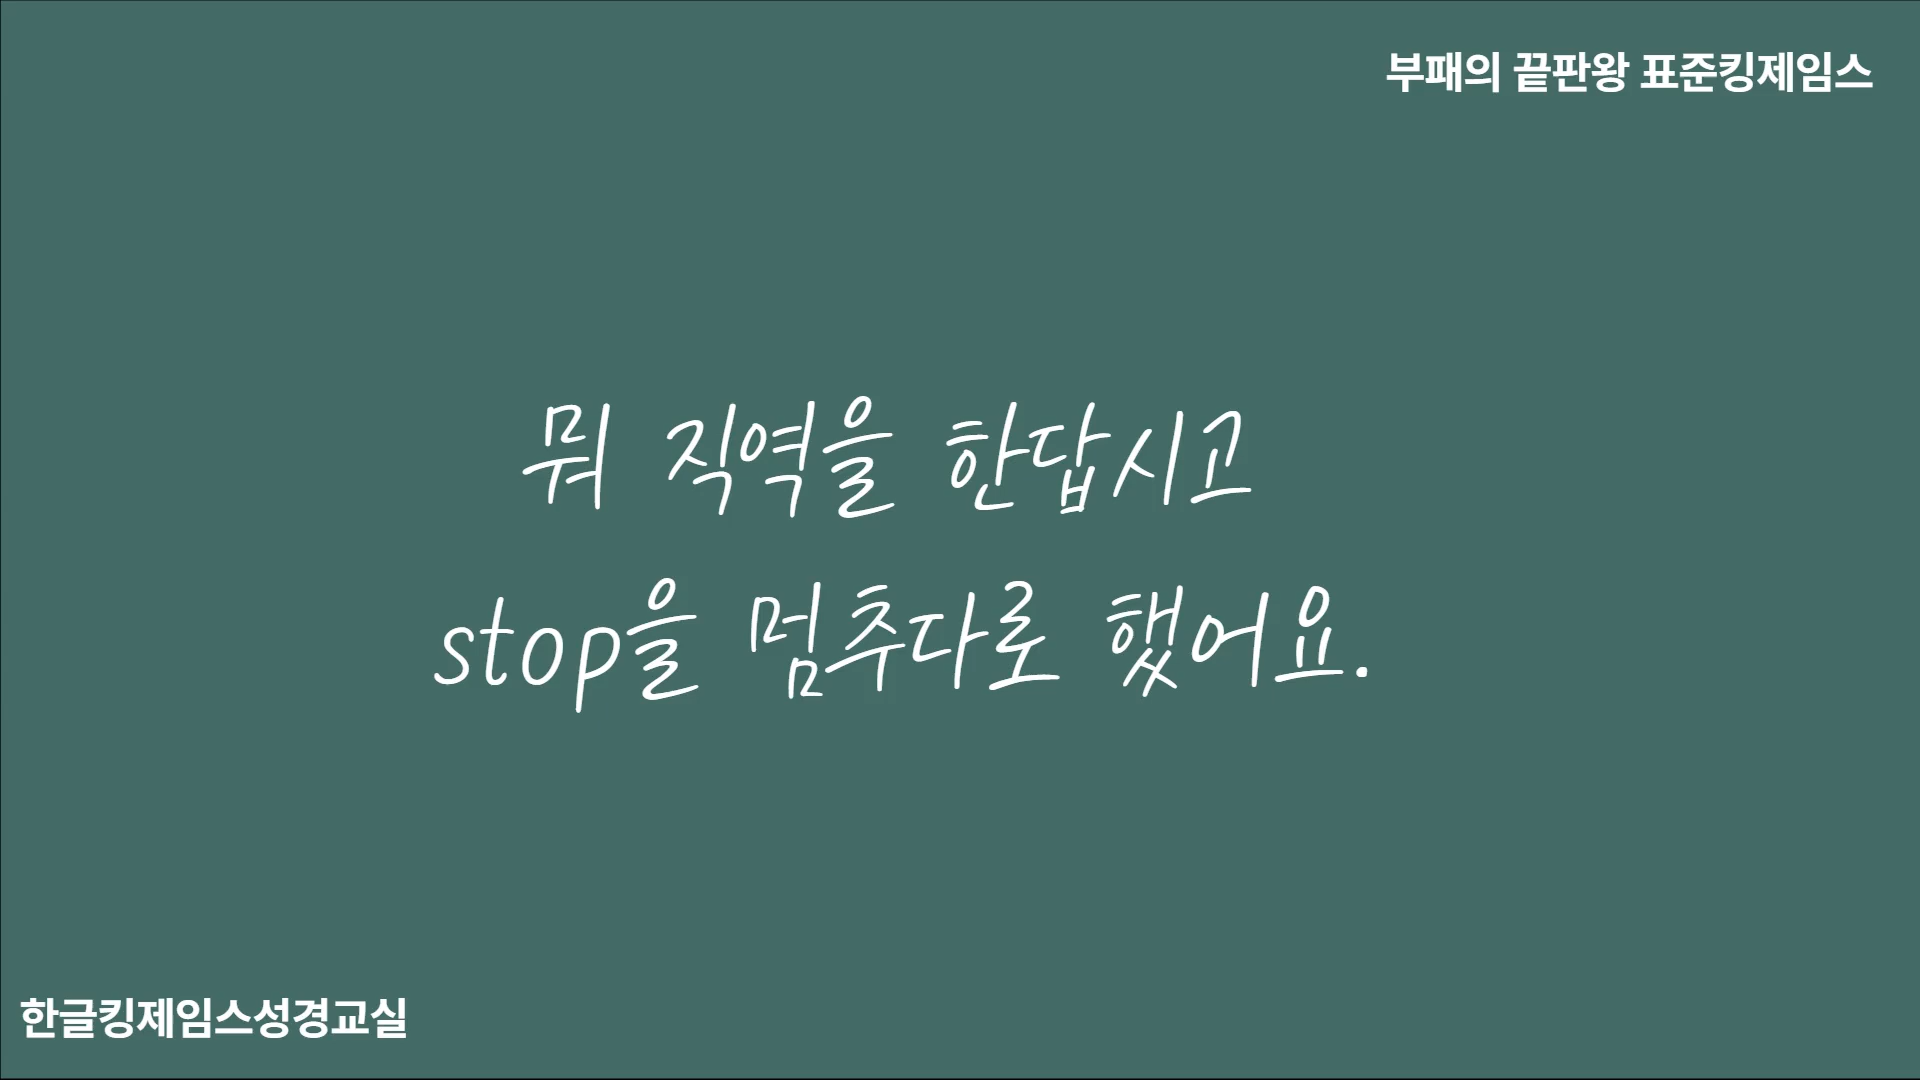 부패의 끝판왕 표준킹제임스
뭐 직역을 한답시고
stop을 멈추다로 했어요.
한글킹제임스성경교실